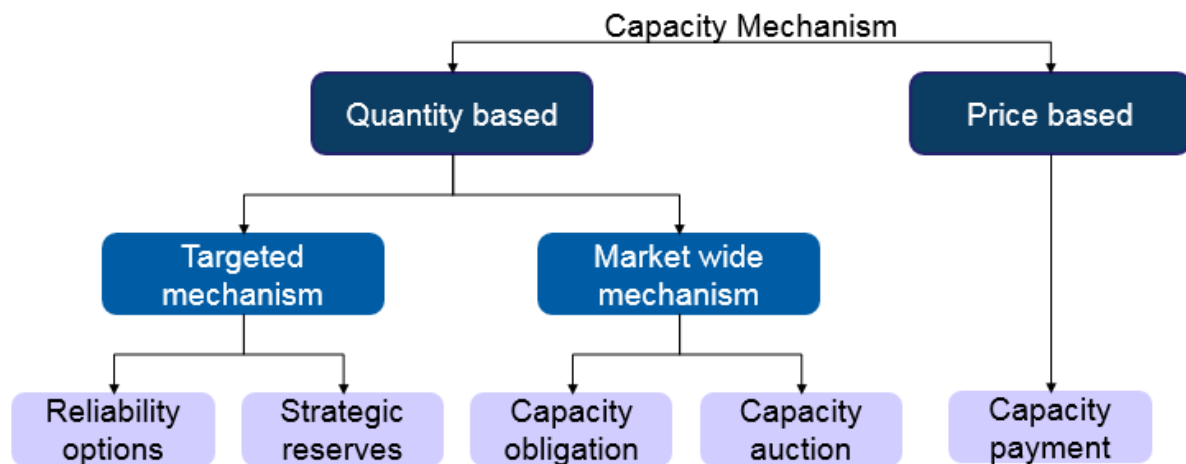 Capacity Mechanism
Quantity based
Price based
Targeted
mechanism
Market wide
mechanism
Reliability
options
Strategic
reserves
Capacity
obligation
Capacity
auction
Capacity
payment